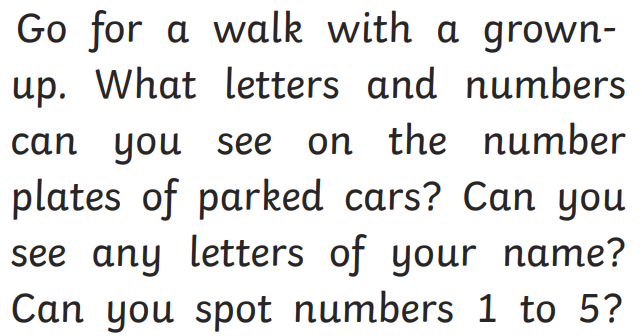 Go for a walk with a grown-
up. What letters and numbers
can you see on the number
plates of parked cars? Can you
see any letters of your name?
Can you spot numbers 1 to 5?